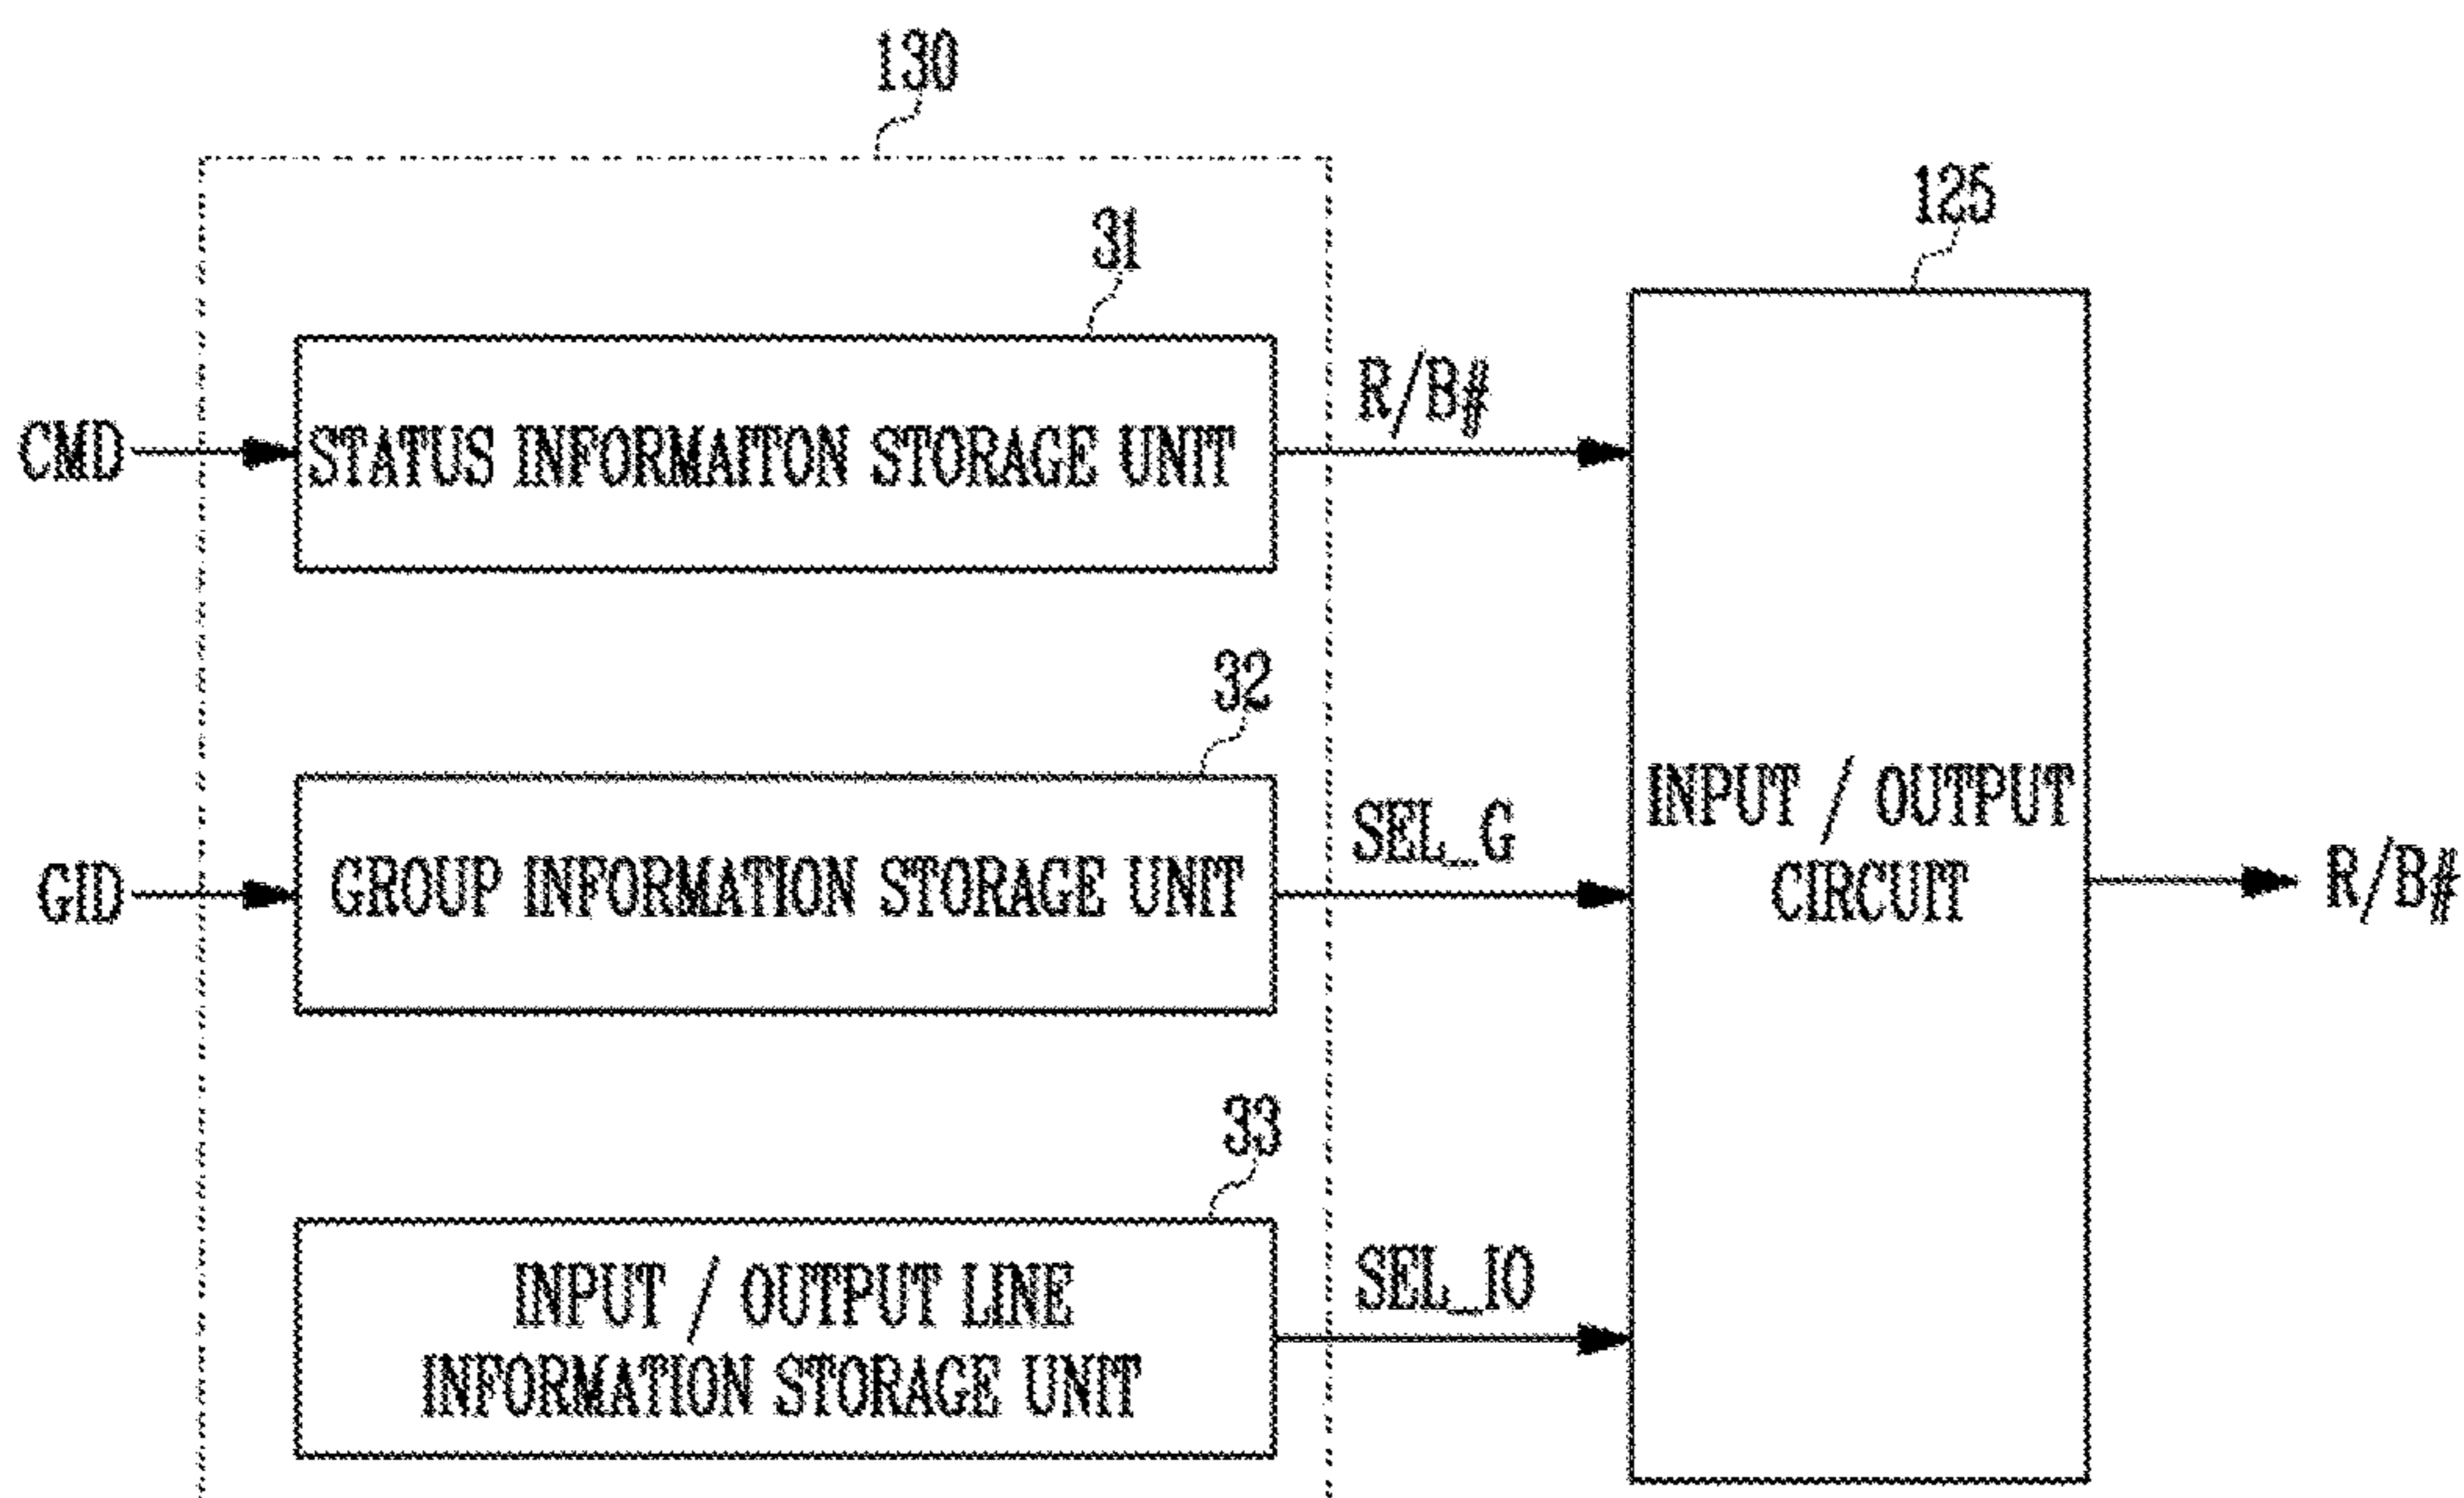 130
125
31
R/B#
CMD
STATUS INFORMAITON STORAGE UNIT
32
SEL_G
INPUT / OUTPUT
CIRCUIT
GID
GROUP INFORMATION STORAGE UNIT
R/B#
33
SEL_IO
INPUT / OUTPUT LINE
INFORMATION STORAGE UNIT